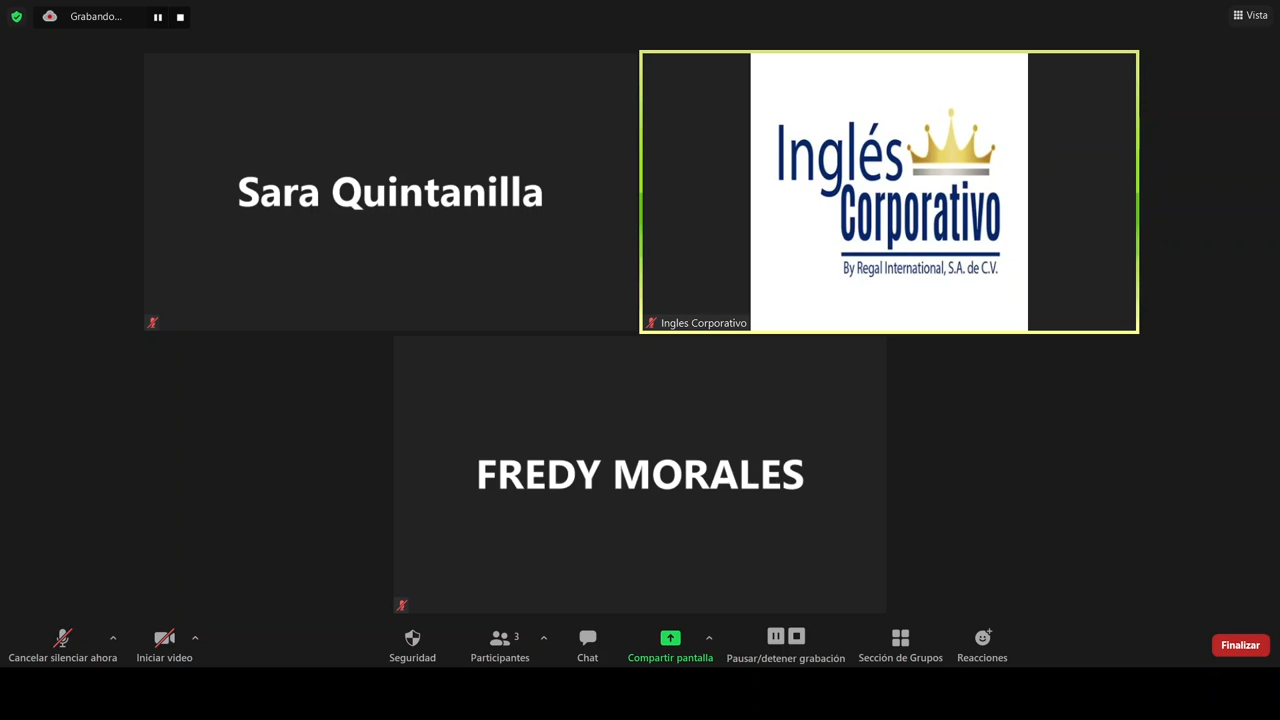 Grabando...
Vista
Sara Quintanilla
Inglés
Corporativo
By Regal International, S.A. de C.V.
Ingles Corporativo
FREDY MORALES
Cancelar silenciar ahora
Iniciar video
Seguridad
3
Participantes
Chat
Compartir pantalla
Pausar/detener grabación
Sección de Grupos
Reacciones
Finalizar